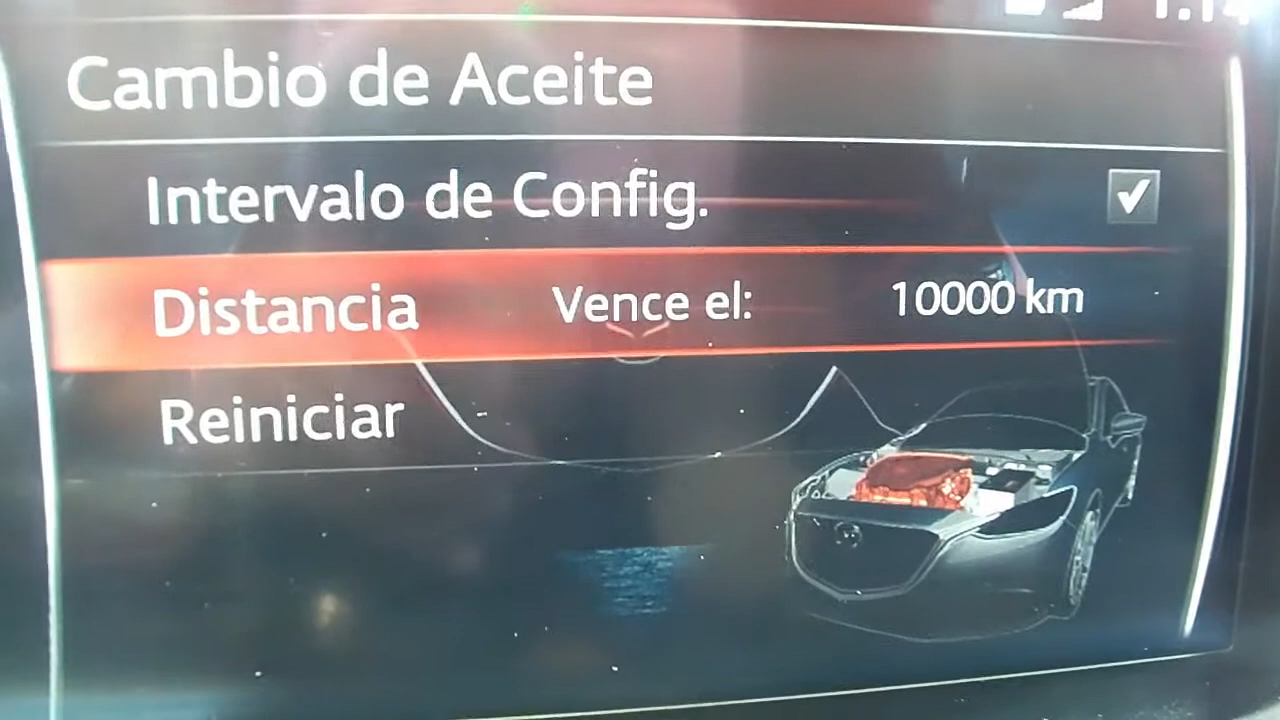 Cambio de Aceite
Intervalo de Config.
Distancia Vence el: 10000 km
Reiniciar